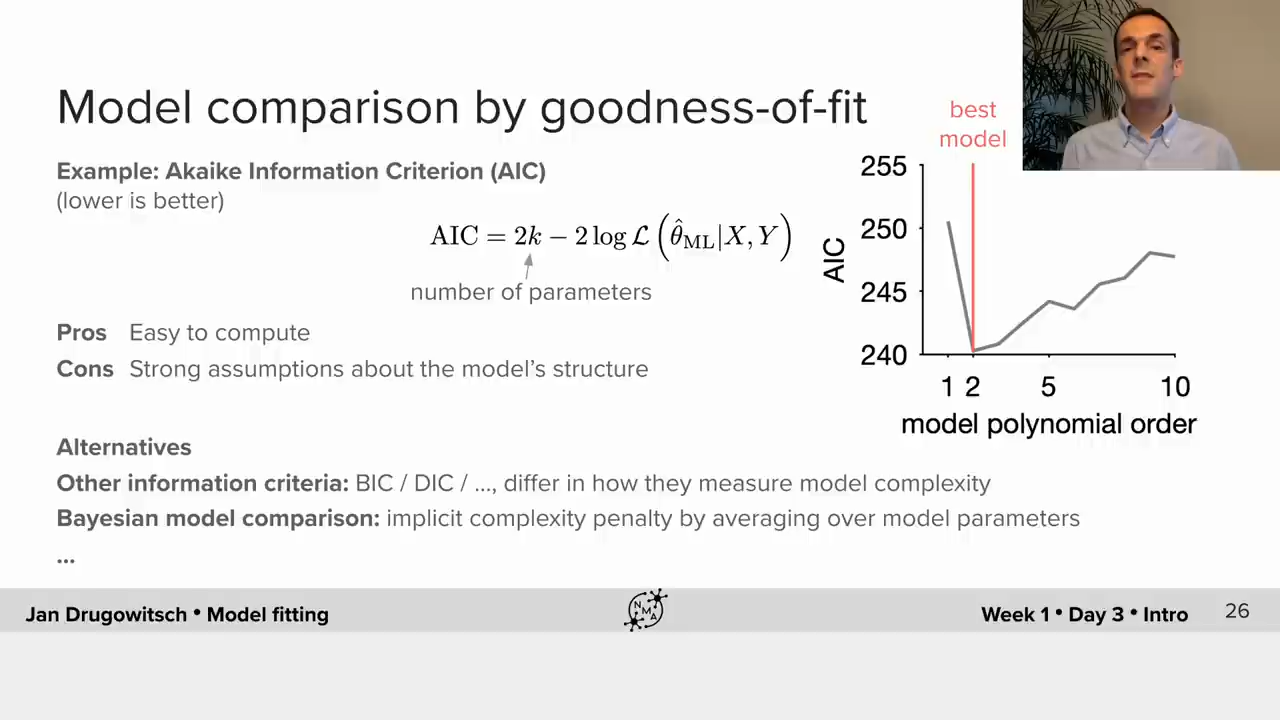 Model comparison by goodness-of-fit
Example: Akaike Information Criterion (AIC)
(lower is better)
AIC = 2k − 2 log ℒ (θ̂_ML|X, Y)
number of parameters
Pros Easy to compute
Cons Strong assumptions about the model’s structure
best
model
255
250
245
240
AIC
1 2 5 10
model polynomial order
Alternatives
Other information criteria: BIC / DIC / ..., differ in how they measure model complexity
Bayesian model comparison: implicit complexity penalty by averaging over model parameters
...
Jan Drugowitsch • Model fitting
N
M
A
Week 1 • Day 3 • Intro
26